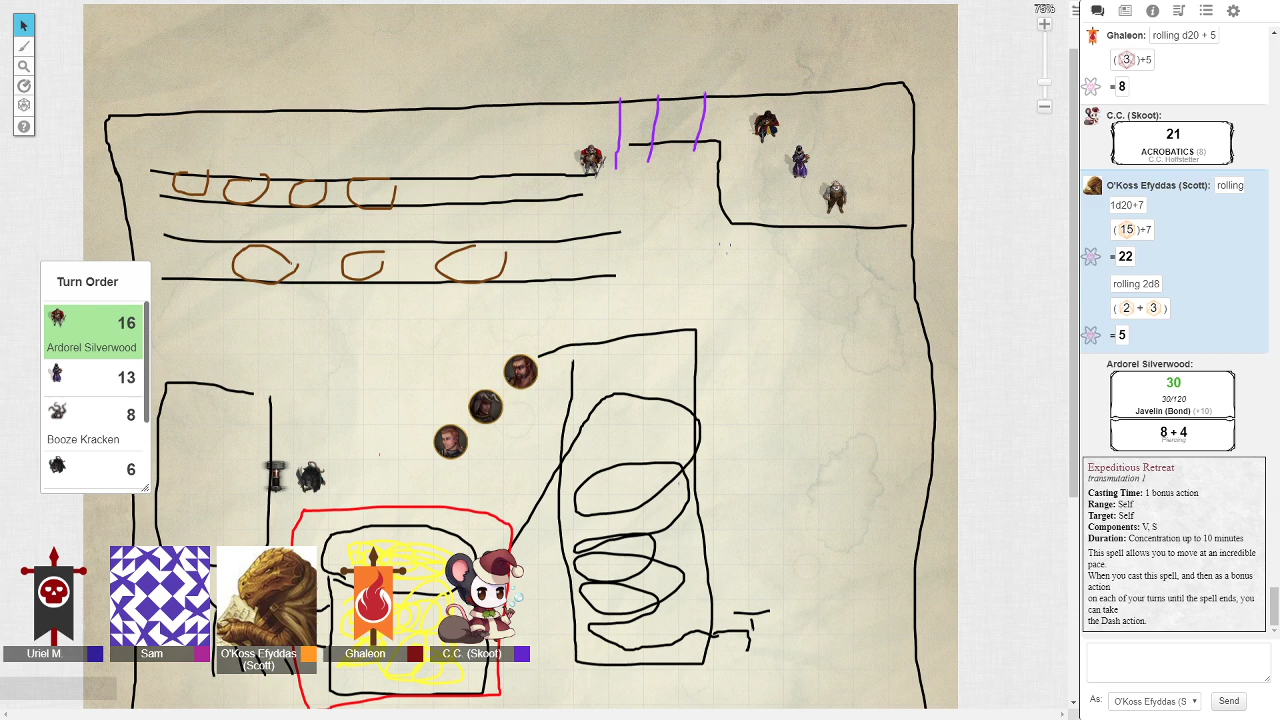 75%
Ghaleon: rolling d20 + 5
( 3 )+5
= 8
C.C. (Skoot):
21
ACROBATICS (8)
C.C. Hoffstetter
O'Koss Efyddas (Scott): rolling
1d20+7
( 15 )+7
= 22
rolling 2d8
( 2 + 3 )
= 5
Ardorel Silverwood:
30
30/120
Javelin (Bond) (+10)
8 + 4
Piercing
Expeditious Retreat
transmutation 1
Casting Time: 1 bonus action
Range: Self
Target: Self
Components: V, S
Duration: Concentration up to 10 minutes
This spell allows you to move at an incredible
pace.
When you cast this spell, and then as a bonus
action
on each of your turns until the spell ends, you
can take
the Dash action.
As: O'Koss Efyddas (S
Send
Turn Order
16
Ardorel Silverwood
13
8
Booze Kracken
6
Uriel M.
Sam
O'Koss Efyddas
(Scott)
Ghaleon
C.C. (Skoot)